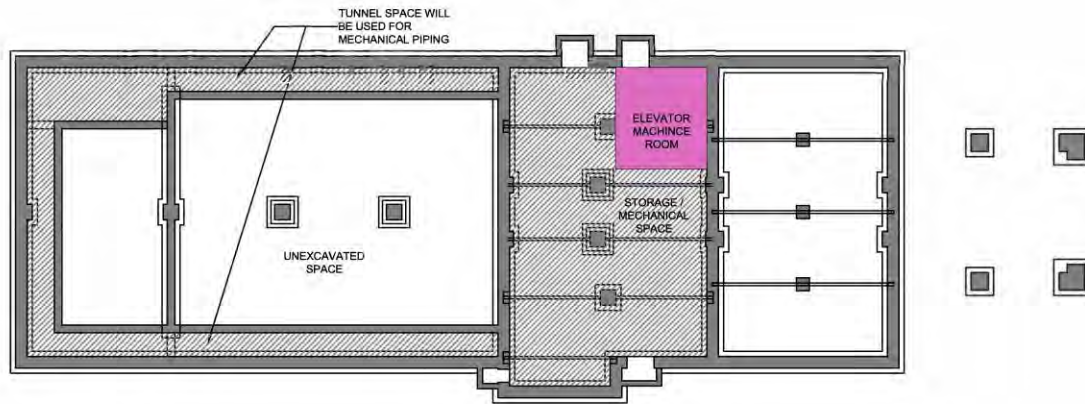 TUNNEL SPACE WILL
BE USED FOR
MECHANICAL PIPING
ELEVATOR
MACHINCE
ROOM
STORAGE /
MECHANICAL
SPACE
UNEXCAVATED
SPACE